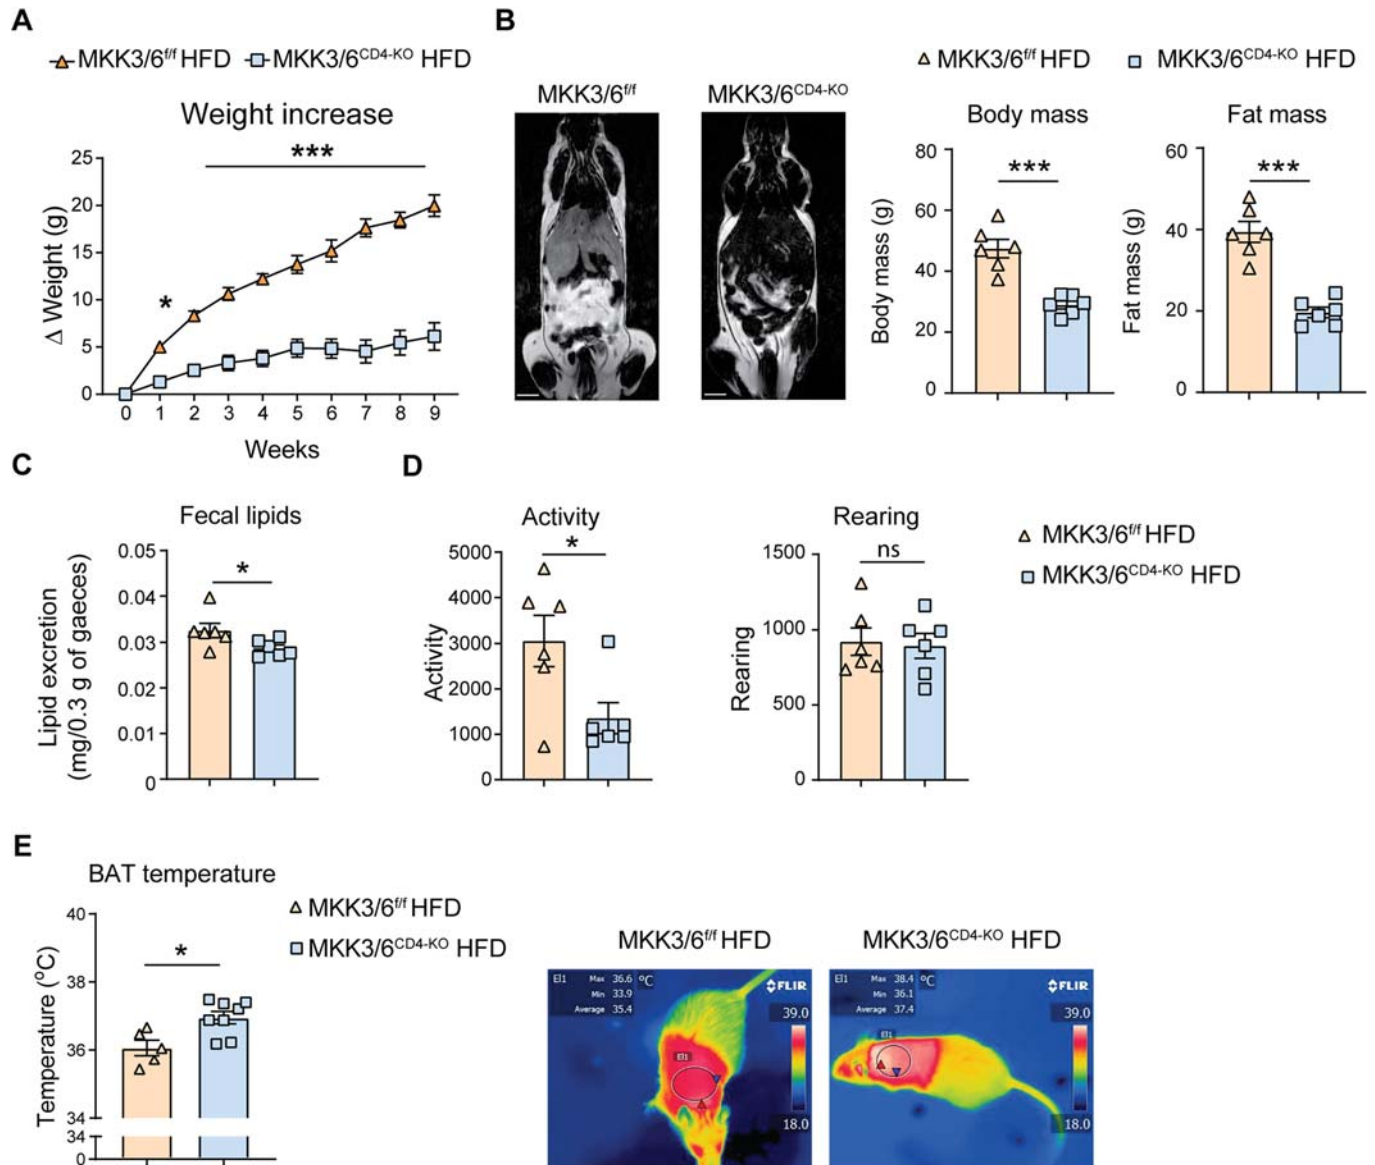 A
MKK3/6f/f HFD MKK3/6CD4-KO HFD
Weight increase
***
*
25
20
15
10
5
0
Δ Weight (g)
0 1 2 3 4 5 6 7 8 9
Weeks
B
MKK3/6f/f
MKK3/6CD4-KO
MKK3/6f/f HFD MKK3/6CD4-KO HFD
Body mass
***
80
60
40
20
0
Body mass (g)
Fat mass
***
60
40
20
0
Fat mass (g)
C
Fecal lipids
*
0.05
0.04
0.03
0.02
0.01
0
Lipid excretion
(mg/0.3 g of gaeces)
D
Activity
*
5000
4000
3000
2000
1000
0
Activity
Rearing
ns
1500
1000
500
0
Rearing
MKK3/6f/f HFD
MKK3/6CD4-KO HFD
E
BAT temperature
*
40
38
36
34
34
0
Temperature (oC)
MKK3/6f/f HFD
MKK3/6CD4-KO HFD
MKK3/6f/f HFD
El1 Max 36.6 ºC
Min 33.9
Average 35.4
FLIR
39.0
El1
18.0
MKK3/6CD4-KO HFD
El1 Max 38.4 ºC
Min 36.1
Average 37.4
FLIR
39.0
El1
18.0